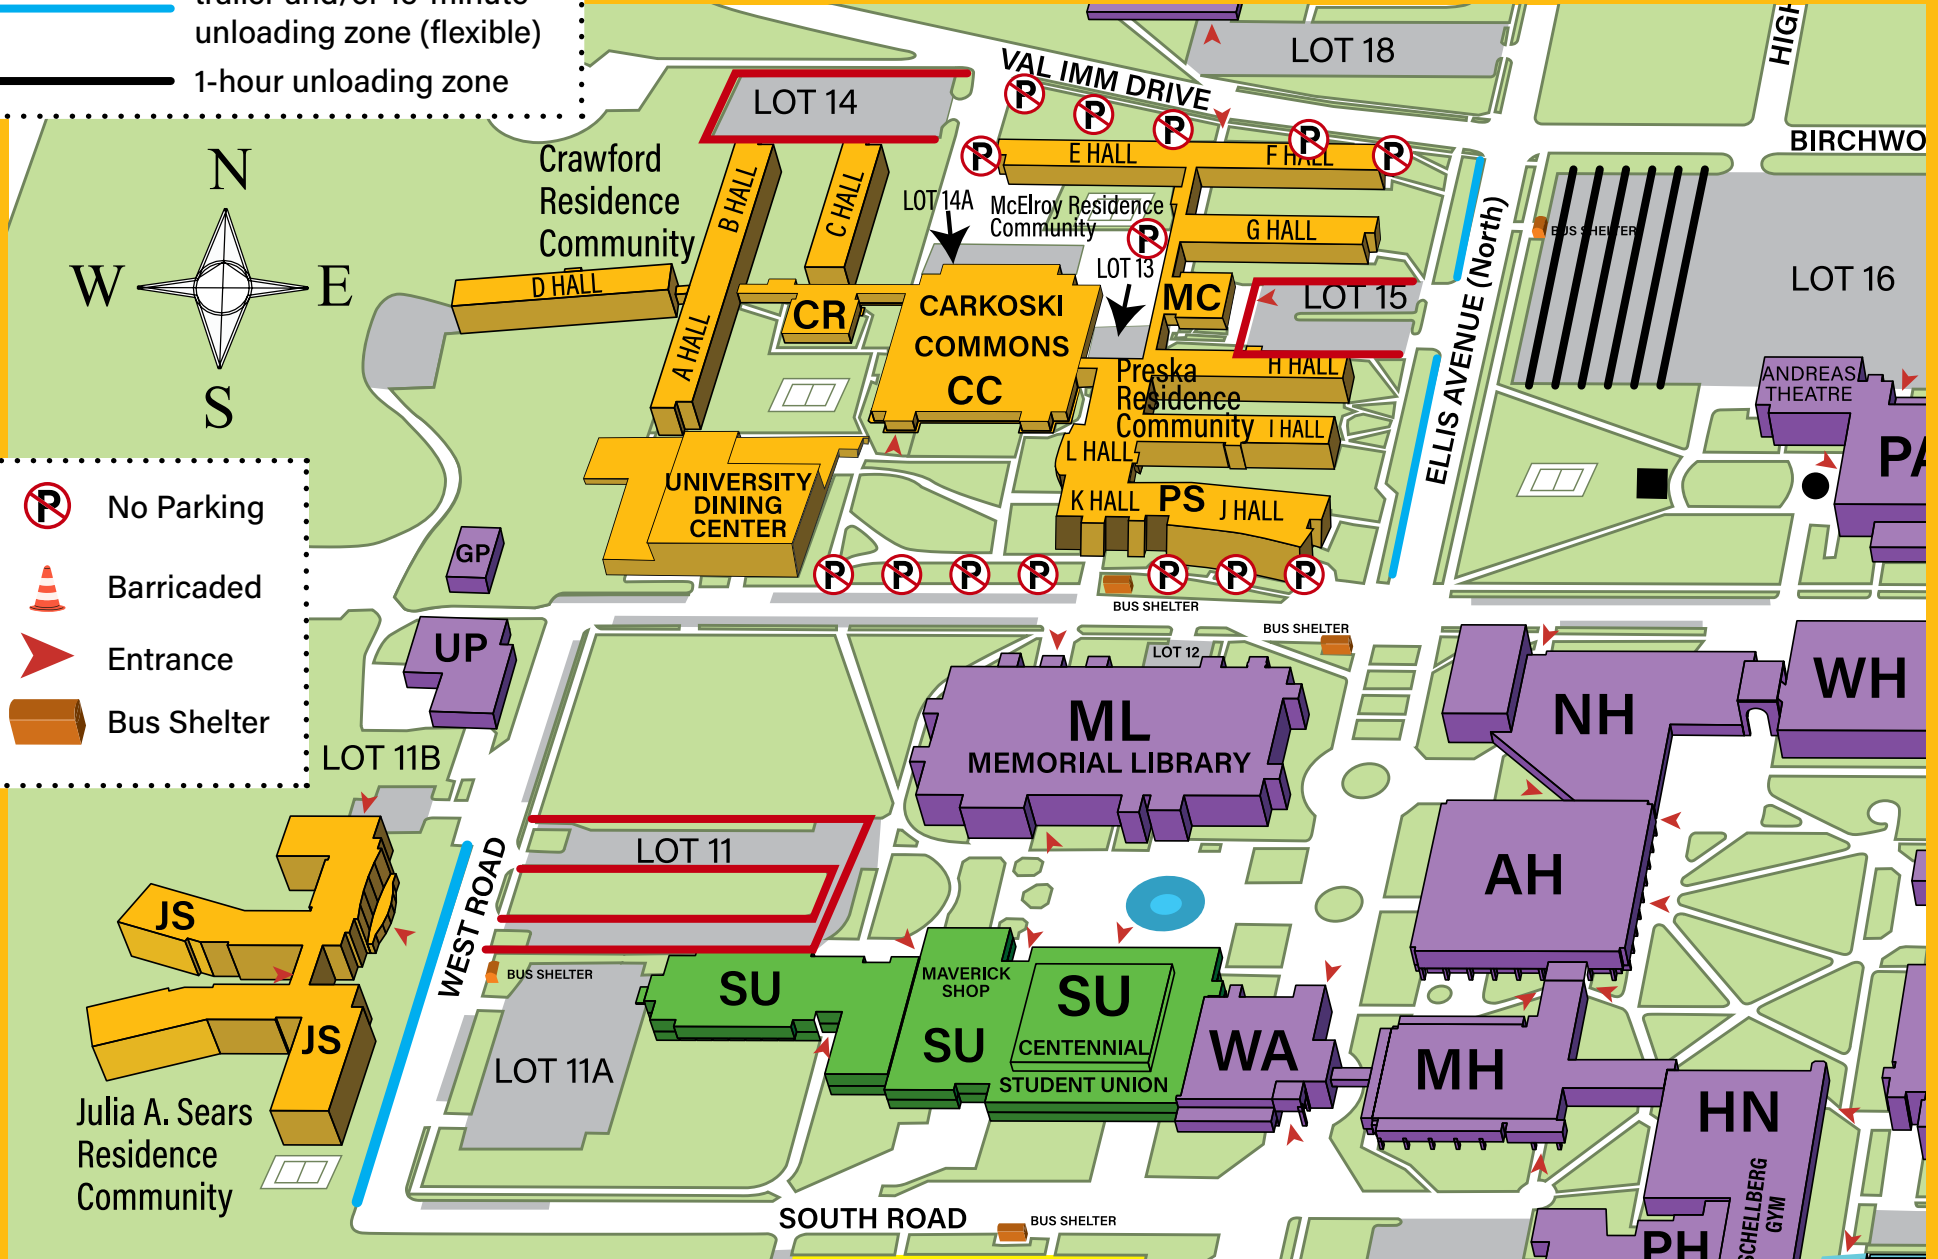 unloading zone (flexible)
1-hour unloading zone
N
W
E
S
P
No Parking
Barricaded
Entrance
Bus Shelter
LOT 18
HIGH
VAL IMM DRIVE
BIRCHWO
LOT 14
P
P
P
P
P
P
E HALL
F HALL
Crawford
Residence
Community
B HALL
C HALL
LOT 14A
McElroy Residence
Community
P
G HALL
BUS SHELTER
LOT 16
D HALL
A HALL
CR
CARKOSKI
COMMONS
CC
LOT 13
MC
LOT 15
ELLIS AVENUE (North)
H HALL
Preska
Residence
Community
I HALL
L HALL
K HALL
PS
J HALL
ANDREAS
THEATRE
PA
UNIVERSITY
DINING
CENTER
GP
P
P
P
P
P
P
P
BUS SHELTER
BUS SHELTER
UP
LOT 12
ML
MEMORIAL LIBRARY
NH
WH
LOT 11B
LOT 11
WEST ROAD
AH
JS
JS
BUS SHELTER
LOT 11A
SU
MAVERICK
SHOP
SU
SU
CENTENNIAL
STUDENT UNION
WA
MH
HN
Julia A. Sears
Residence
Community
SOUTH ROAD
BUS SHELTER
SCHELLBERG
GYM
PH